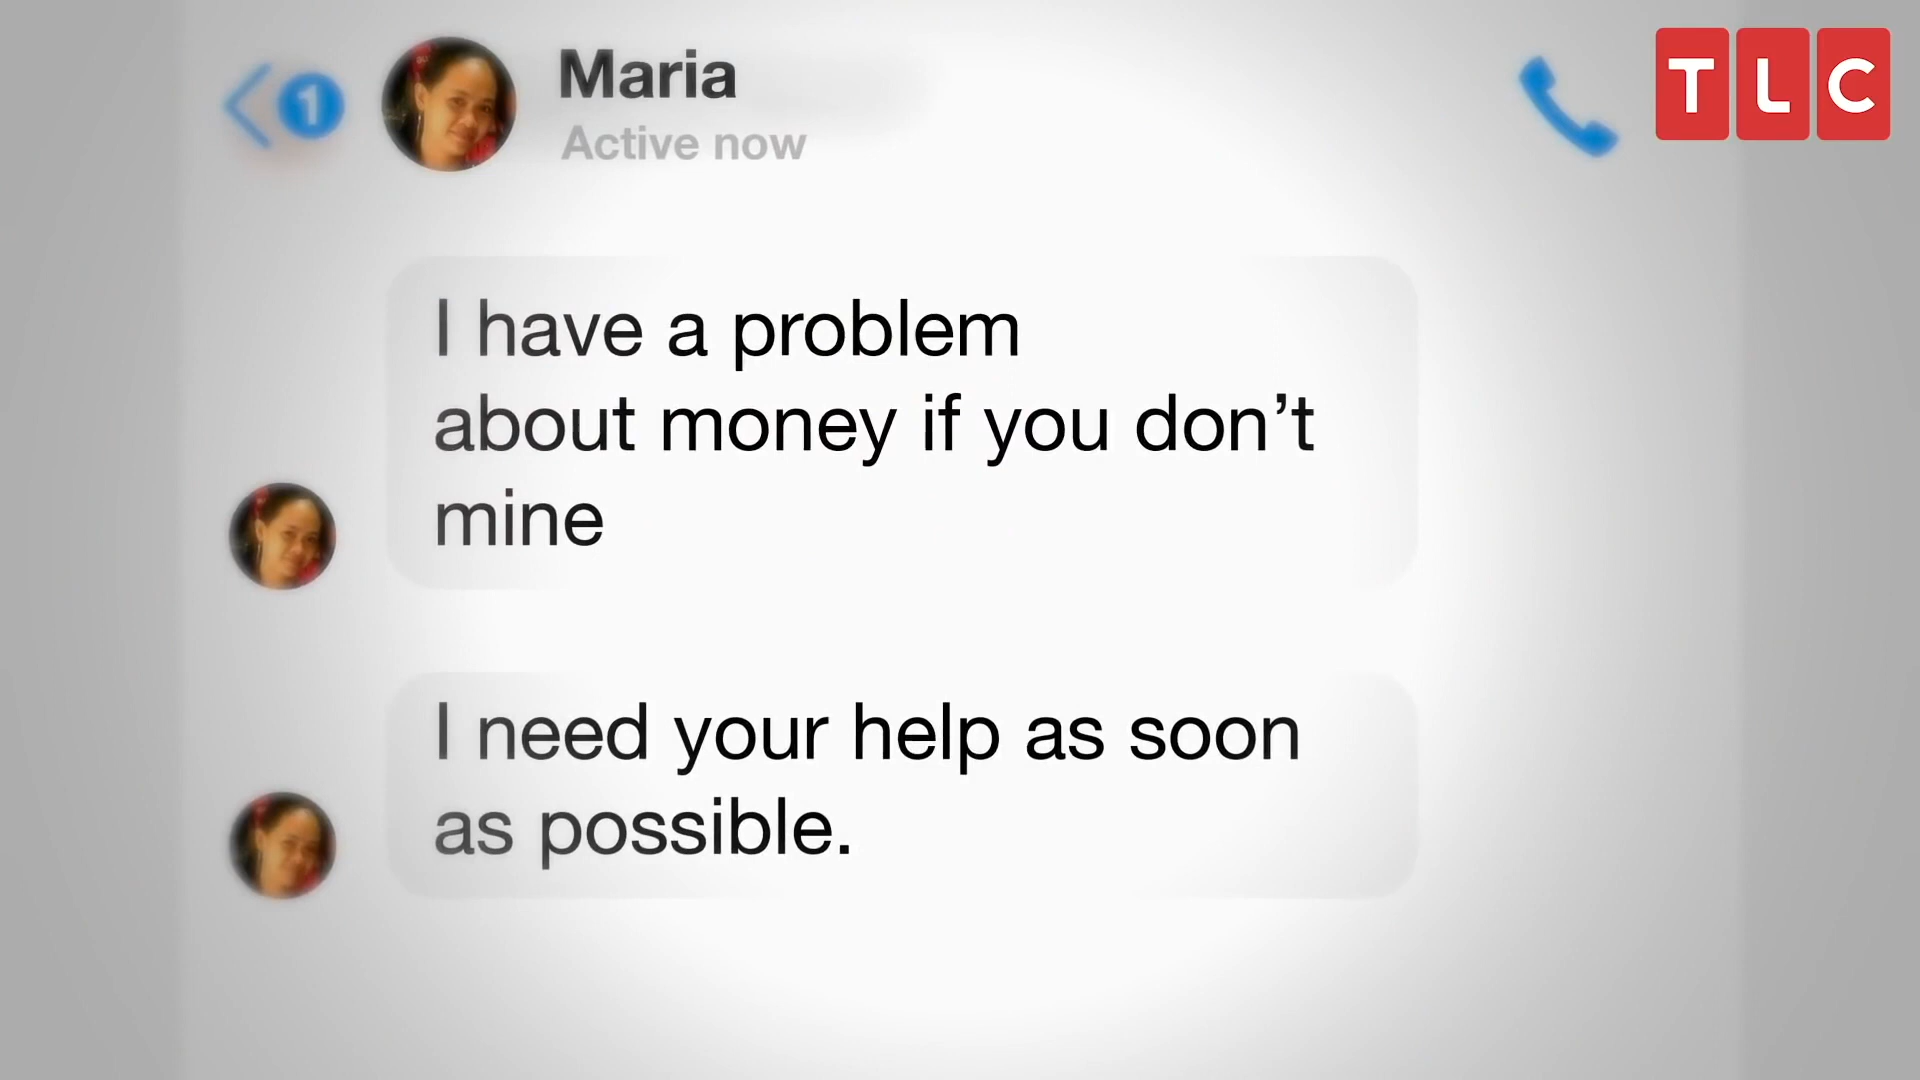 1
Maria
Active now
TLC
I have a problem
about money if you don’t
mine
I need your help as soon
as possible.